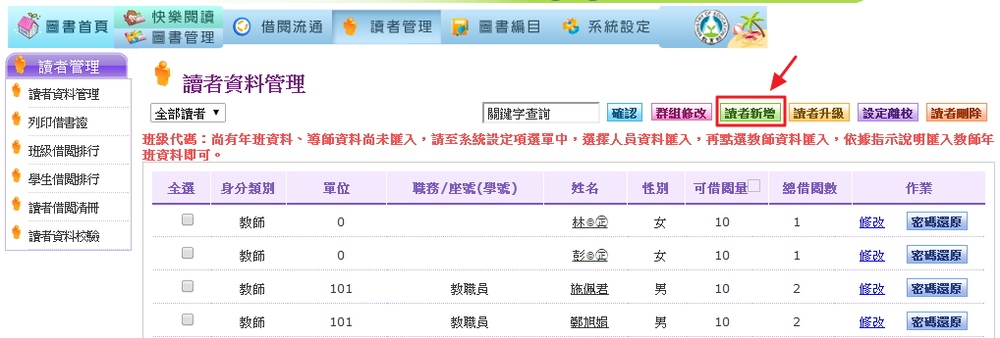 圖書首頁 快樂閱讀 圖書管理 借閱流通 讀者管理 圖書編目 系統設定
讀者管理
讀者資料管理
列印借書證
班級借閱排行
學生借閱排行
讀者借閱清冊
讀者資料校驗
讀者資料管理
全部讀者 關鍵字查詢 確認 群組修改 讀者新增 讀者升級 設定離校 讀者刪除
班級代碼：尚有年班資料、導師資料尚未匯入，請至系統設定項選單中，選擇人員資料匯入，再點選教師資料匯入，依據指示說明匯入教師年
班資料即可。
全選 身分類別 單位 職務/座號(學號) 姓名 性別 可借閱量 總借閱數 作業
教師 0 林◎㊣ 女 10 1 修改 密碼還原
教師 0 彭◎㊣ 女 10 1 修改 密碼還原
教師 101 教職員 施佩君 男 10 2 修改 密碼還原
教師 101 教職員 鄭旭娟 男 10 2 修改 密碼還原